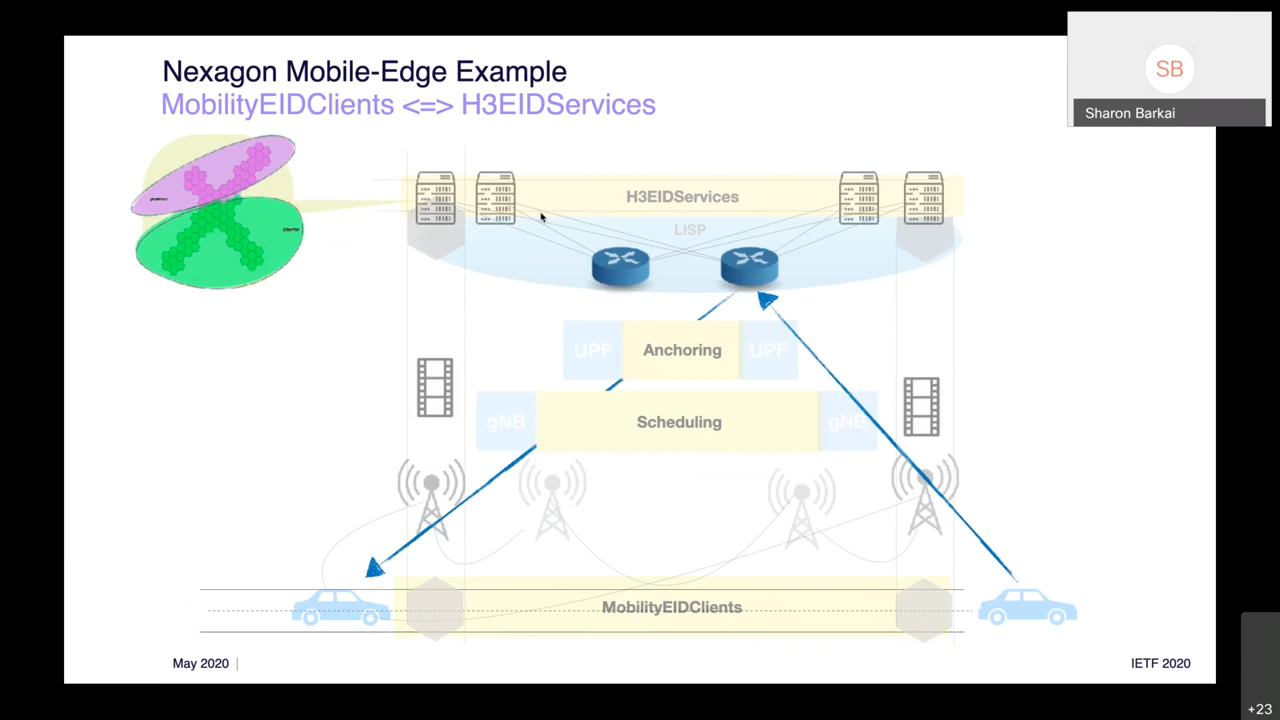 Nexagon Mobile-Edge Example
MobilityEIDClients <=> H3EIDServices
SB
Sharon Barkai
H3EIDServices
LISP
UPF
Anchoring
UPF
gNB
Scheduling
gNB
MobilityEIDClients
May 2020 |
IETF 2020
+23